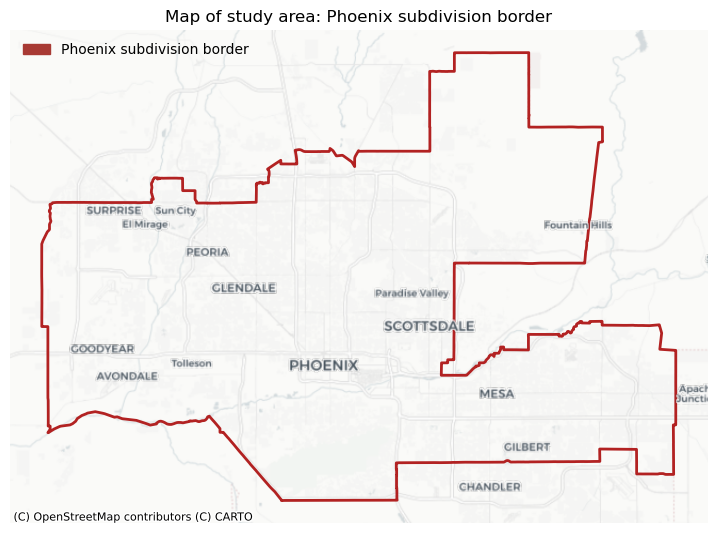 Map of study area: Phoenix subdivision border
Phoenix subdivision border
SURPRISE
Sun City
El Mirage
Fountain Hills
PEORIA
GLENDALE
Paradise Valley
SCOTTSDALE
GOODYEAR
Tolleson
PHOENIX
AVONDALE
MESA
Apach
Junctio
GILBERT
CHANDLER
(C) OpenStreetMap contributors (C) CARTO